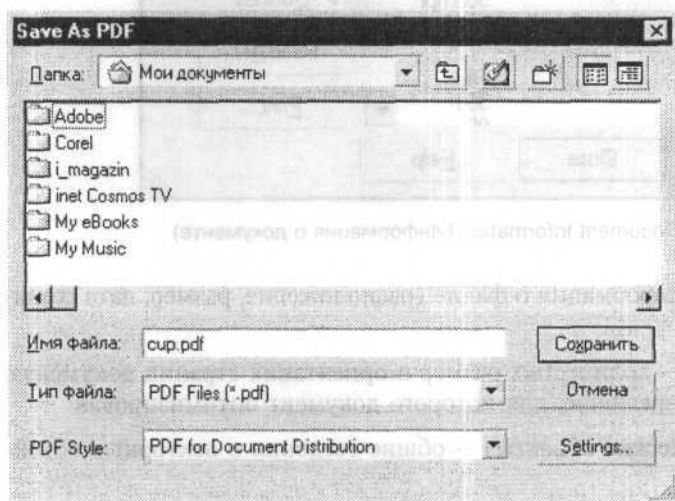 Save As PDF
Папка: Мои документы
Adobe
Corel
i_magazin
inet Cosmos TV
My eBooks
My Music
Имя файла: cup.pdf Сохранить
Тип файла: PDF Files (*.pdf) Отмена
PDF Style: PDF for Document Distribution Settings...